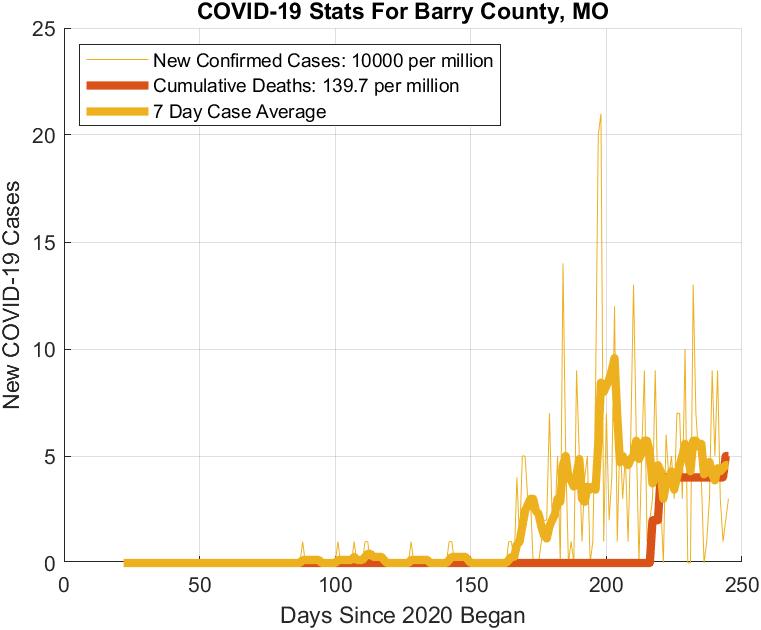 COVID-19 Stats For Barry County, MO
New Confirmed Cases: 10000 per million
Cumulative Deaths: 139.7 per million
7 Day Case Average
New COVID-19 Cases
25
20
15
10
5
0
0 50 100 150 200 250
Days Since 2020 Began